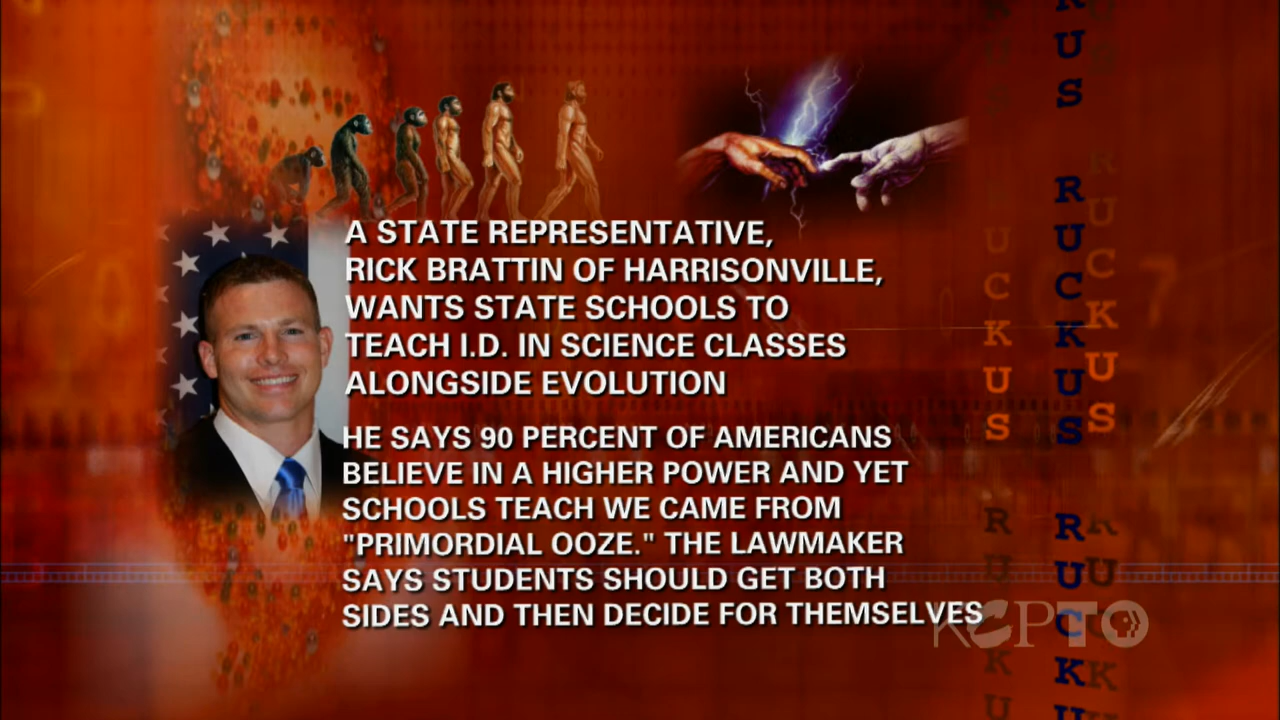 A STATE REPRESENTATIVE,
RICK BRATTIN OF HARRISONVILLE,
WANTS STATE SCHOOLS TO
TEACH I.D. IN SCIENCE CLASSES
ALONGSIDE EVOLUTION
HE SAYS 90 PERCENT OF AMERICANS
BELIEVE IN A HIGHER POWER AND YET
SCHOOLS TEACH WE CAME FROM
"PRIMORDIAL OOZE." THE LAWMAKER
SAYS STUDENTS SHOULD GET BOTH
SIDES AND THEN DECIDE FOR THEMSELVES
KCPT
RUCKUS
RUCKUS
RUCKUS